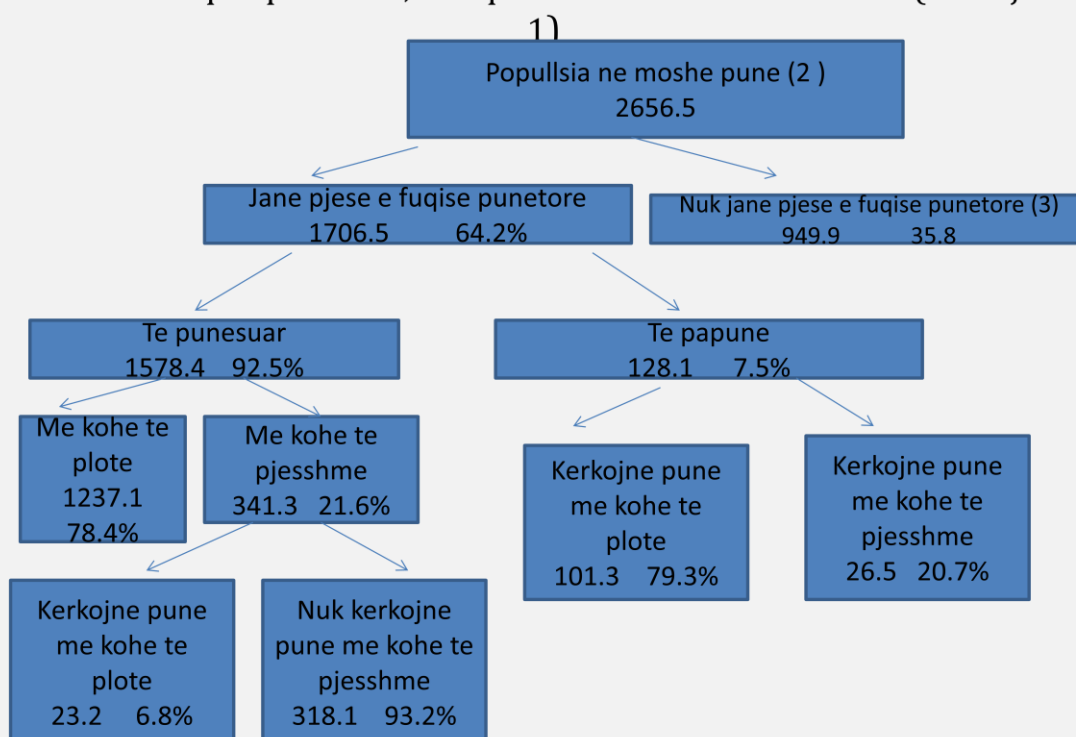 1)
Popullsia ne moshe pune (2 )
2656.5
Jane pjese e fuqise punetore
1706.5 64.2%
Nuk jane pjese e fuqise punetore (3)
949.9 35.8
Te punesuar
1578.4 92.5%
Te papune
128.1 7.5%
Me kohe te
plote
1237.1
78.4%
Me kohe te
pjesshme
341.3 21.6%
Kerkojne pune
me kohe te
plote
101.3 79.3%
Kerkojne pune
me kohe te
pjesshme
26.5 20.7%
Kerkojne pune
me kohe te
plote
23.2 6.8%
Nuk kerkojne
pune me kohe te
pjesshme
318.1 93.2%